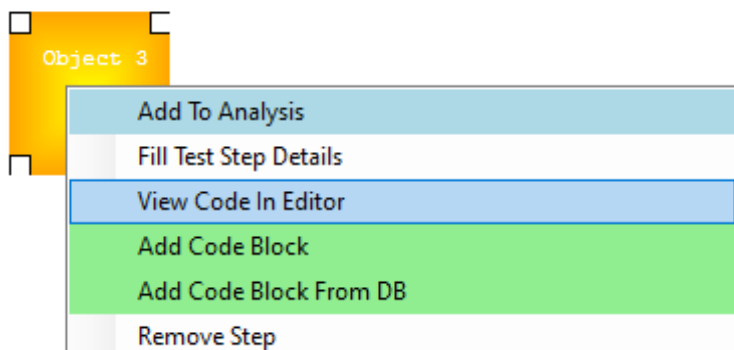 Object 3
Add To Analysis
Fill Test Step Details
View Code In Editor
Add Code Block
Add Code Block From DB
Remove Step